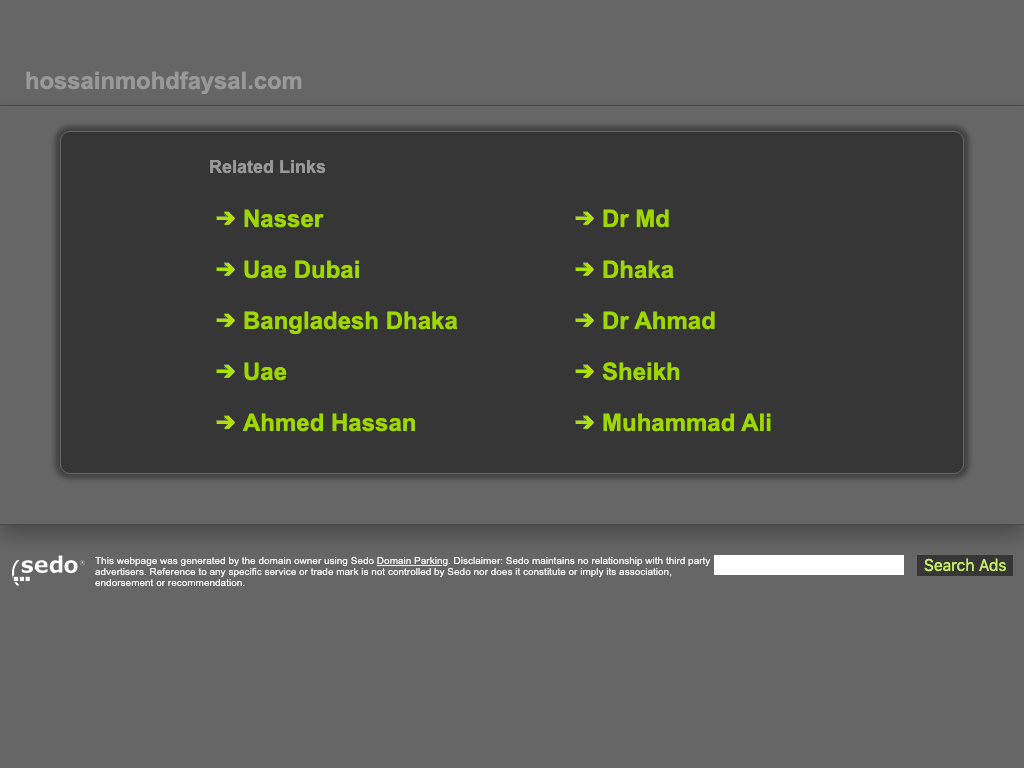 hossainmohdfaysal.com
Related Links
➔ Nasser
➔ Dr Md
➔ Uae Dubai
➔ Dhaka
➔ Bangladesh Dhaka
➔ Dr Ahmad
➔ Uae
➔ Sheikh
➔ Ahmed Hassan
➔ Muhammad Ali
sedo®
This webpage was generated by the domain owner using Sedo Domain Parking. Disclaimer: Sedo maintains no relationship with third party
advertisers. Reference to any specific service or trade mark is not controlled by Sedo nor does it constitute or imply its association,
endorsement or recommendation.
Search Ads